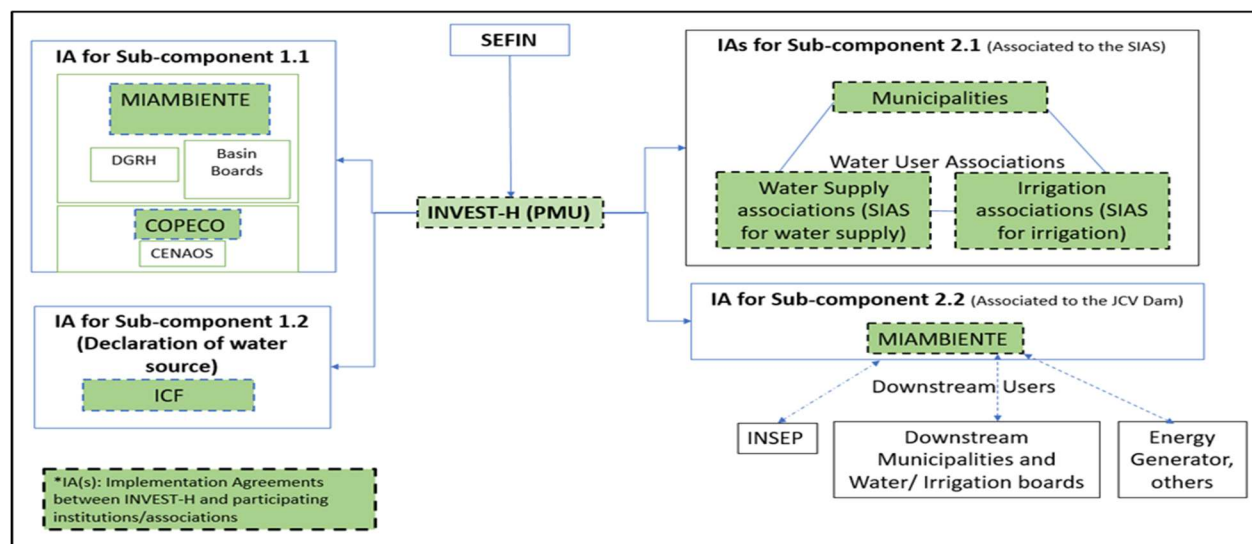 SEFIN
IA for Sub-component 1.1
MIAMBIENTE
DGRH
Basin
Boards
COPECO
CENAOS
IA for Sub-component 1.2
(Declaration of water
source)
ICF
*IA(s): Implementation Agreements
between INVEST-H and participating
institutions/associations
INVEST-H (PMU)
IAs for Sub-component 2.1 (Associated to the SIAS)
Municipalities
Water User Associations
Water Supply
associations (SIAS
for water supply)
Irrigation
associations (SIAS
for irrigation)
IA for Sub-component 2.2 (Associated to the JCV Dam)
MIAMBIENTE
Downstream Users
INSEP
Downstream
Municipalities and
Water/ Irrigation boards
Energy
Generator,
others